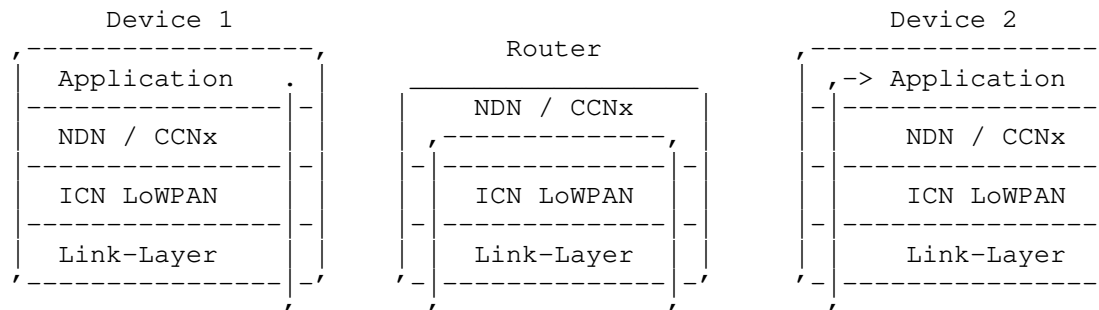 Device 1 Device 2
Router
Application -> Application
NDN / CCNx
NDN / CCNx NDN / CCNx
ICN LoWPAN ICN LoWPAN ICN LoWPAN
Link-Layer Link-Layer Link-Layer